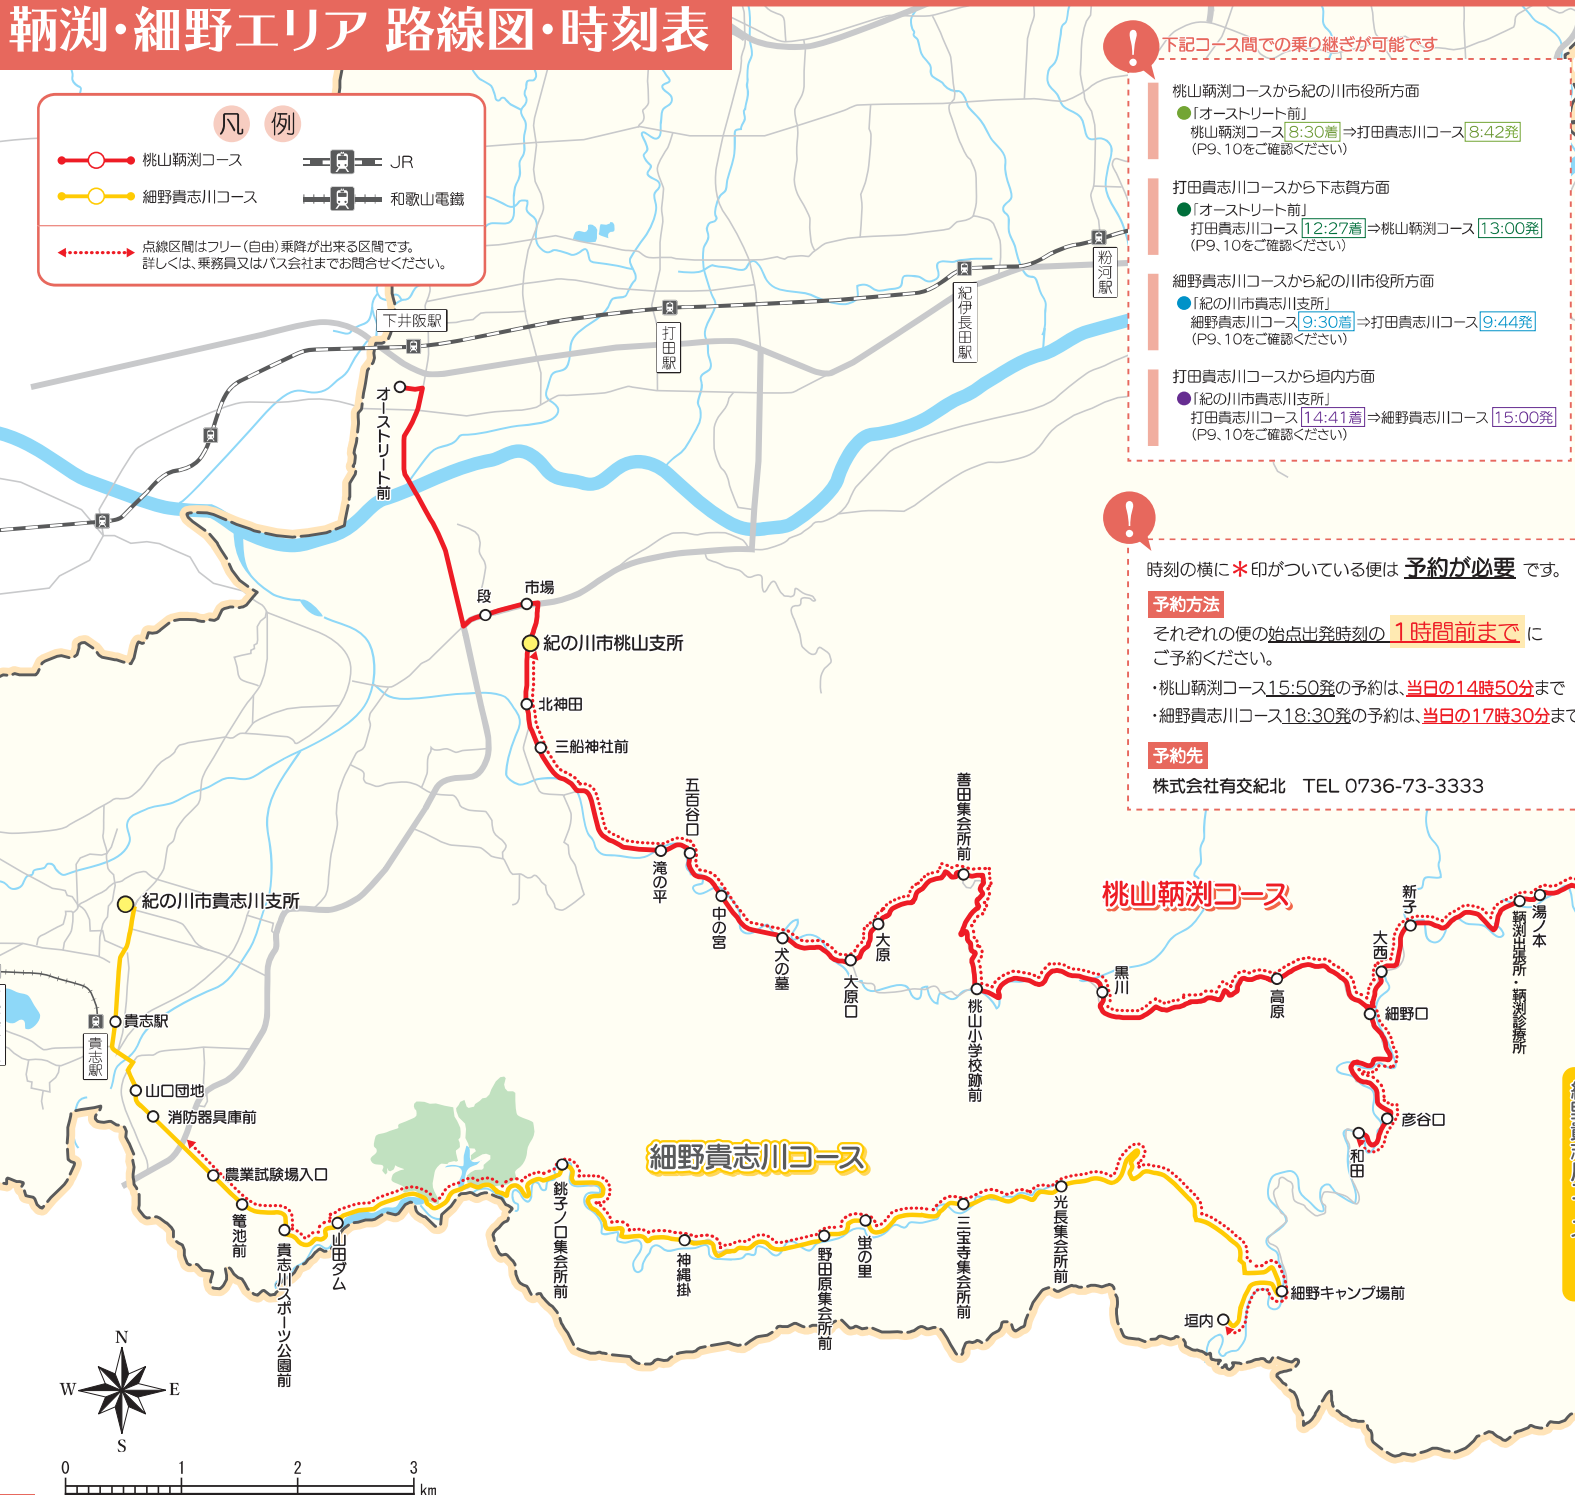 鞆渕・細野エリア 路線図・時刻表
凡 例
桃山鞆渕コース
JR
細野貴志川コース
和歌山電鐵
点線区間はフリー(自由)乗降が出来る区間です。
詳しくは、乗務員又はバス会社までお問合せください。
下記コース間での乗り継ぎが可能です
桃山鞆渕コースから紀の川市役所方面
●「オーストリート前」
桃山鞆渕コース 8:30着 ⇒打田貴志川コース 8:42発
(P9、10をご確認ください)
打田貴志川コースから下志賀方面
●「オーストリート前」
打田貴志川コース 12:27着 ⇒桃山鞆渕コース 13:00発
(P9、10をご確認ください)
細野貴志川コースから紀の川市役所方面
●「紀の川市貴志川支所」
細野貴志川コース 9:30着 ⇒打田貴志川コース 9:44発
(P9、10をご確認ください)
打田貴志川コースから垣内方面
●「紀の川市貴志川支所」
打田貴志川コース 14:41着 ⇒細野貴志川コース 15:00発
(P9、10をご確認ください)
時刻の横に＊印がついている便は 予約が必要 です。
予約方法
それぞれの便の始点出発時刻の 1時間前まで に
ご予約ください。
・桃山鞆渕コース15:50発の予約は、当日の14時50分まで
・細野貴志川コース18:30発の予約は、当日の17時30分まで
予約先
株式会社有交紀北 TEL 0736-73-3333
下井阪駅
打田駅
紀伊長田駅
粉河駅
オーストリート前
段
市場
紀の川市桃山支所
北神田
三船神社前
五百谷口
滝の平
中の宮
犬の墓
大原口
大原
善田集会所前
桃山小学校跡前
桃山鞆渕コース
黒川
高原
細野口
大西
新子
鞆渕出張所・鞆渕診療所
湯ノ本
彦谷口
和田
紀の川市貴志川支所
貴志駅
貴志駅
山口団地
消防器具庫前
農業試験場入口
篭池前
貴志川スポーツ公園前
山田ダム
細野貴志川コース
銚子ノ口集会所前
神縄掛
野田原集会所前
蛍の里
三宝寺集会所前
光長集会所前
細野キャンプ場前
垣内
N
W E
S
0 1 2 3
km